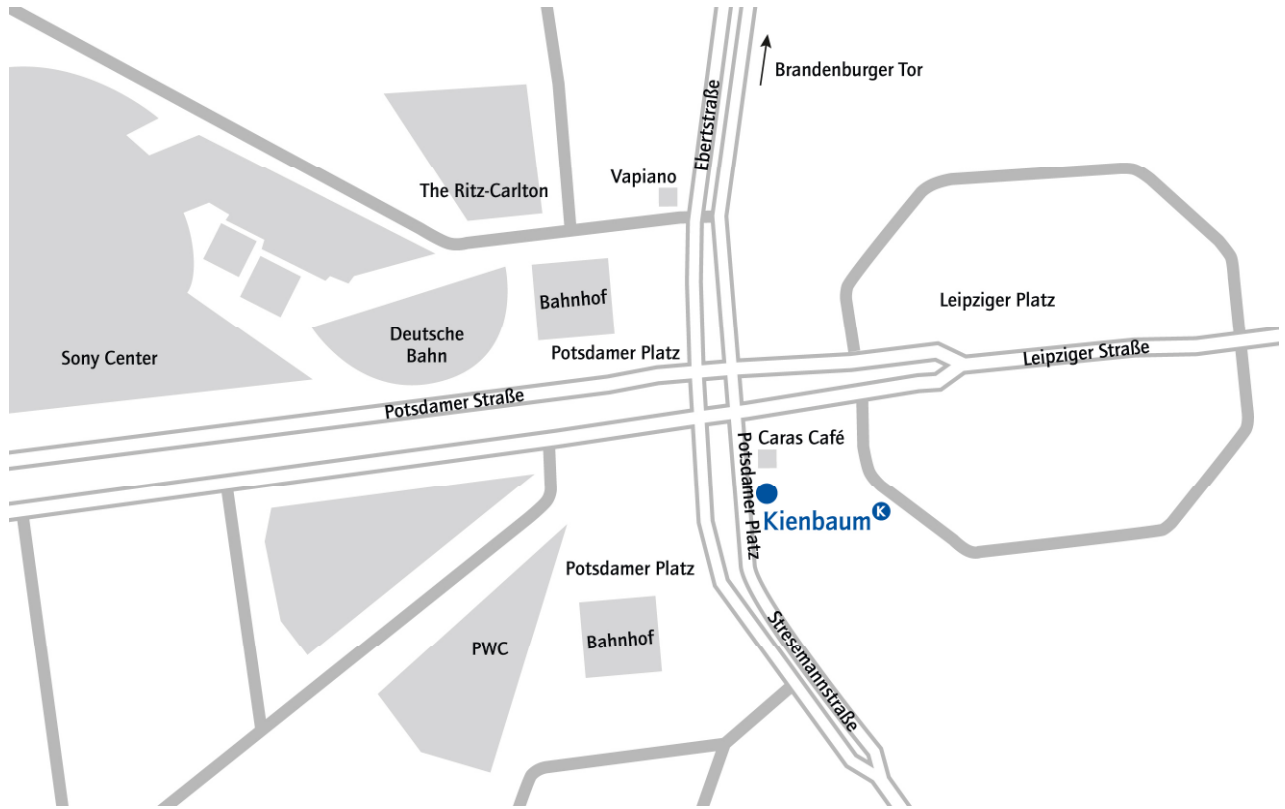 Brandenburger Tor
Ebertstraße
Vapiano
The Ritz-Carlton
Bahnhof
Leipziger Platz
Deutsche
Bahn
Sony Center
Potsdamer Platz
Leipziger Straße
Potsdamer Straße
Caras Café
Potsdamer Platz
Kienbaum K
Potsdamer Platz
Bahnhof
PWC
Stresemannstraße